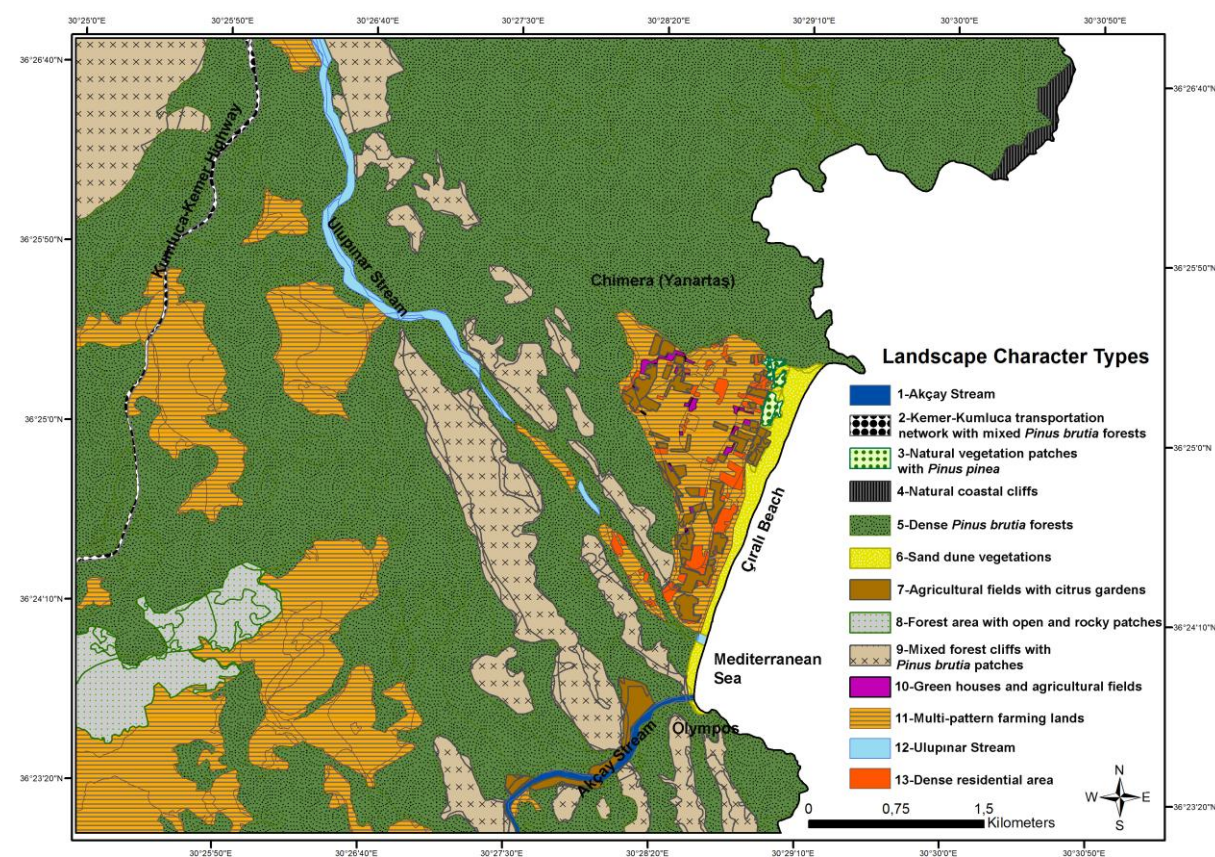 30°25'0"E 30°25'50"E 30°26'40"E 30°27'30"E 30°28'20"E 30°29'10"E 30°30'0"E 30°30'50"E
36°26'40"N
36°26'40"N
36°25'50"N
36°25'50"N
36°25'0"N
36°25'0"N
36°24'10"N
36°24'10"N
36°23'20"N
36°23'20"N
Kumluca-Kemer Highway
Ulupınar Stream
Chimera (Yanartaş)
Çıralı Beach
Mediterranean
Sea
Olympos
Akçay Stream
Landscape Character Types
1-Akçay Stream
2-Kemer-Kumluca transportation
network with mixed Pinus brutia forests
3-Natural vegetation patches
with Pinus pinea
4-Natural coastal cliffs
5-Dense Pinus brutia forests
6-Sand dune vegetations
7-Agricultural fields with citrus gardens
8-Forest area with open and rocky patches
9-Mixed forest cliffs with
Pinus brutia patches
10-Green houses and agricultural fields
11-Multi-pattern farming lands
12-Ulupınar Stream
13-Dense residential area
N
W E
S
0 0,75 1,5
Kilometers
30°25'50"E 30°26'40"E 30°27'30"E 30°28'20"E 30°29'10"E 30°30'0"E 30°30'50"E